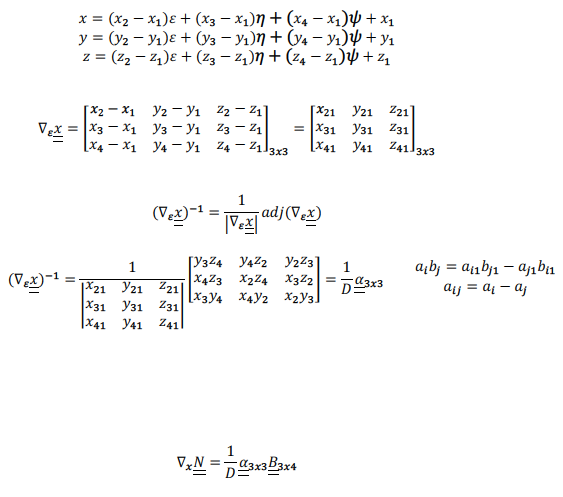 x = (x₂ − x₁)ε + (x₃ − x₁)η + (x₄ − x₁)ψ + x₁
y = (y₂ − y₁)ε + (y₃ − y₁)η + (y₄ − y₁)ψ + y₁
z = (z₂ − z₁)ε + (z₃ − z₁)η + (z₄ − z₁)ψ + z₁
∇εx = [x₂ − x₁ y₂ − y₁ z₂ − z₁; x₃ − x₁ y₃ − y₁ z₃ − z₁; x₄ − x₁ y₄ − y₁ z₄ − z₁]₃ₓ₃ = [x₂₁ y₂₁ z₂₁; x₃₁ y₃₁ z₃₁; x₄₁ y₄₁ z₄₁]₃ₓ₃
(∇εx)⁻¹ = 1/|∇εx| adj(∇εx)
(∇εx)⁻¹ = 1/|x₂₁ y₂₁ z₂₁; x₃₁ y₃₁ z₃₁; x₄₁ y₄₁ z₄₁| [y₃z₄ y₄z₂ y₂z₃; x₄z₃ x₂z₄ x₃z₂; x₃y₄ x₄y₂ x₂y₃] = 1/D α₃ₓ₃
aᵢbⱼ = aᵢ₁bⱼ₁ − aⱼ₁bᵢ₁
aᵢⱼ = aᵢ − aⱼ
∇ₓN = 1/D α₃ₓ₃B₃ₓ₄